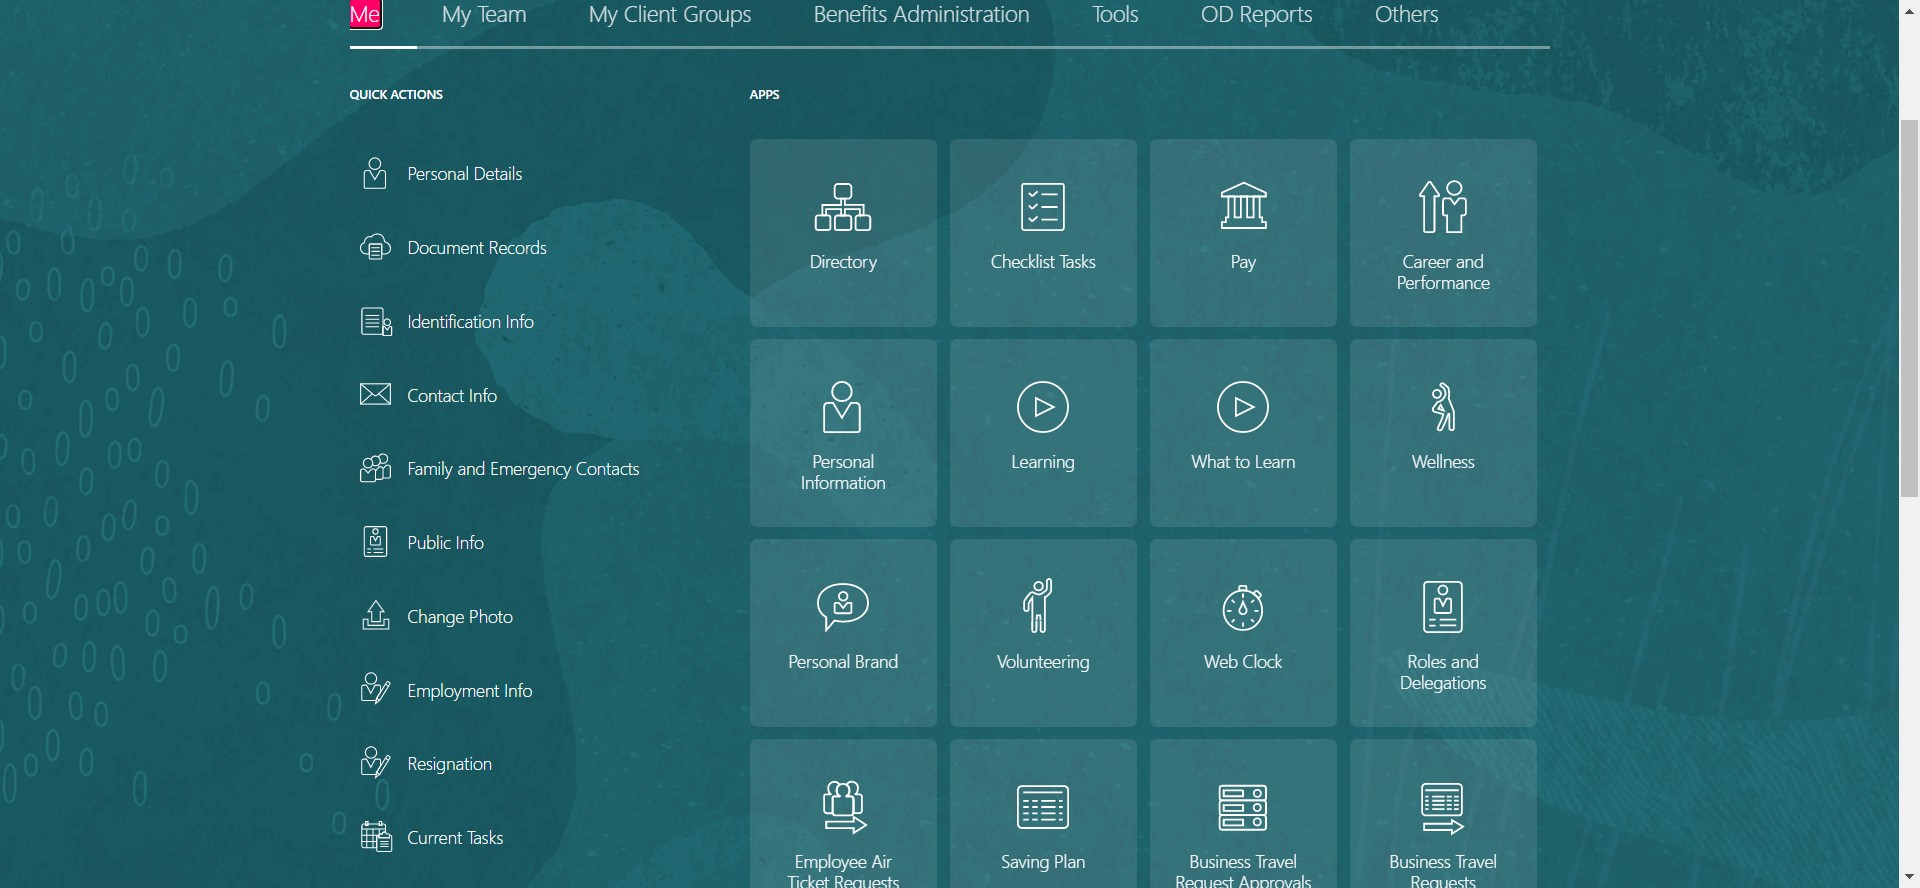 Me
My Team
My Client Groups
Benefits Administration
Tools
OD Reports
Others
QUICK ACTIONS
Personal Details
Document Records
Identification Info
Contact Info
Family and Emergency Contacts
Public Info
Change Photo
Employment Info
Resignation
Current Tasks
APPS
Directory
Checklist Tasks
Pay
Career and
Performance
Personal
Information
Learning
What to Learn
Wellness
Personal Brand
Volunteering
Web Clock
Roles and
Delegations
Employee Air
Ticket Requests
Saving Plan
Business Travel
Request Approvals
Business Travel
Requests